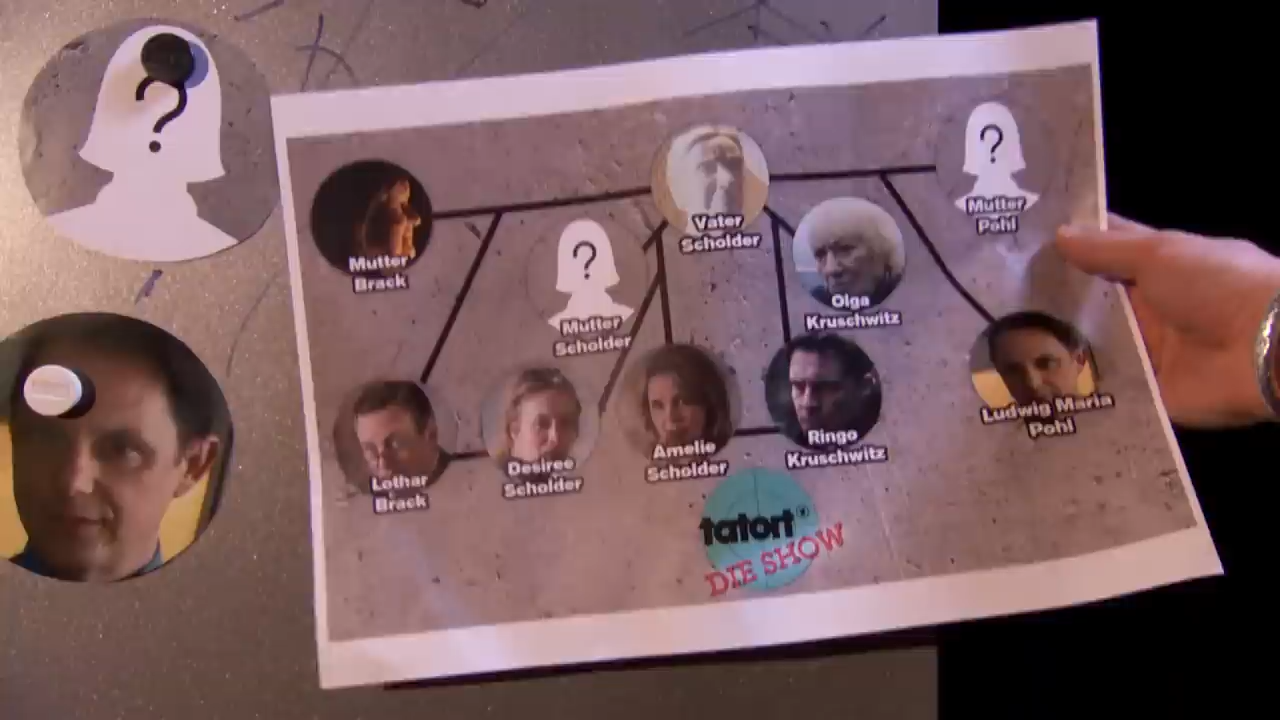 ?
?
Mutter
Pohl
Vater
Scholder
Mutter
Brack
?
Mutter
Scholder
Olga
Kruschwitz
Ludwig Maria
Pohl
Lothar
Brack
Desiree
Scholder
Amelie
Scholder
Ringo
Kruschwitz
tatort
DIE SHOW